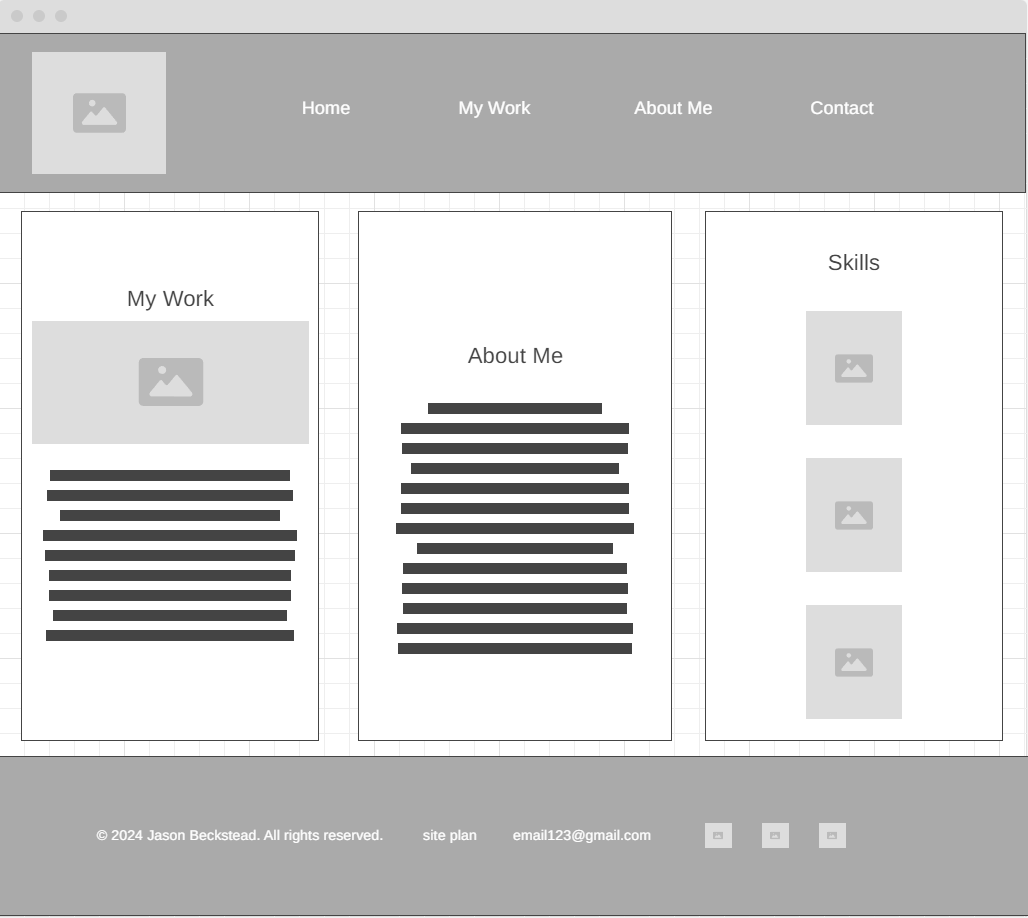 Home My Work About Me Contact
My Work
About Me
Skills
© 2024 Jason Beckstead. All rights reserved. site plan email123@gmail.com